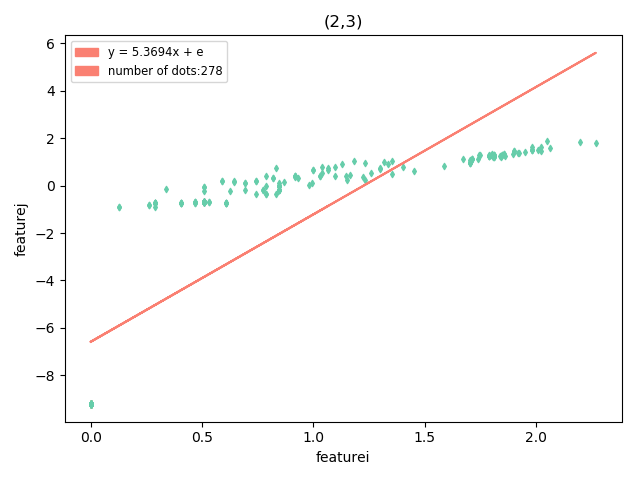 (2,3)
y = 5.3694x + e
number of dots:278
6
4
2
0
−2
−4
−6
−8
featurej
0.0 0.5 1.0 1.5 2.0
featurei